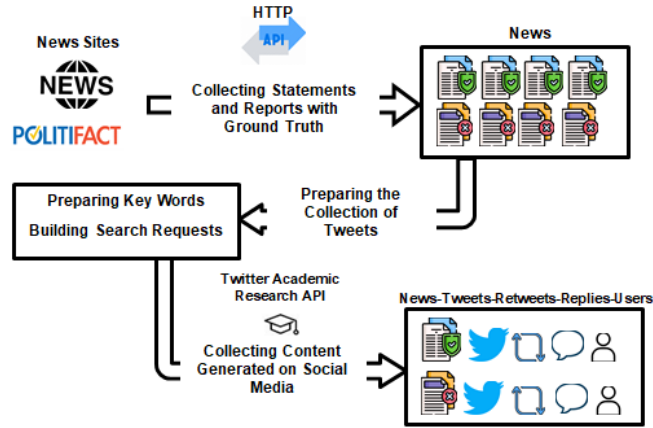 HTTP
API
News Sites
NEWS
POLITIFACT
Collecting Statements
and Reports with
Ground Truth
News
Preparing the
Collection of
Tweets
Preparing Key Words
Building Search Requests
Twitter Academic
Research API
Collecting Content
Generated on Social
Media
News-Tweets-Retweets-Replies-Users